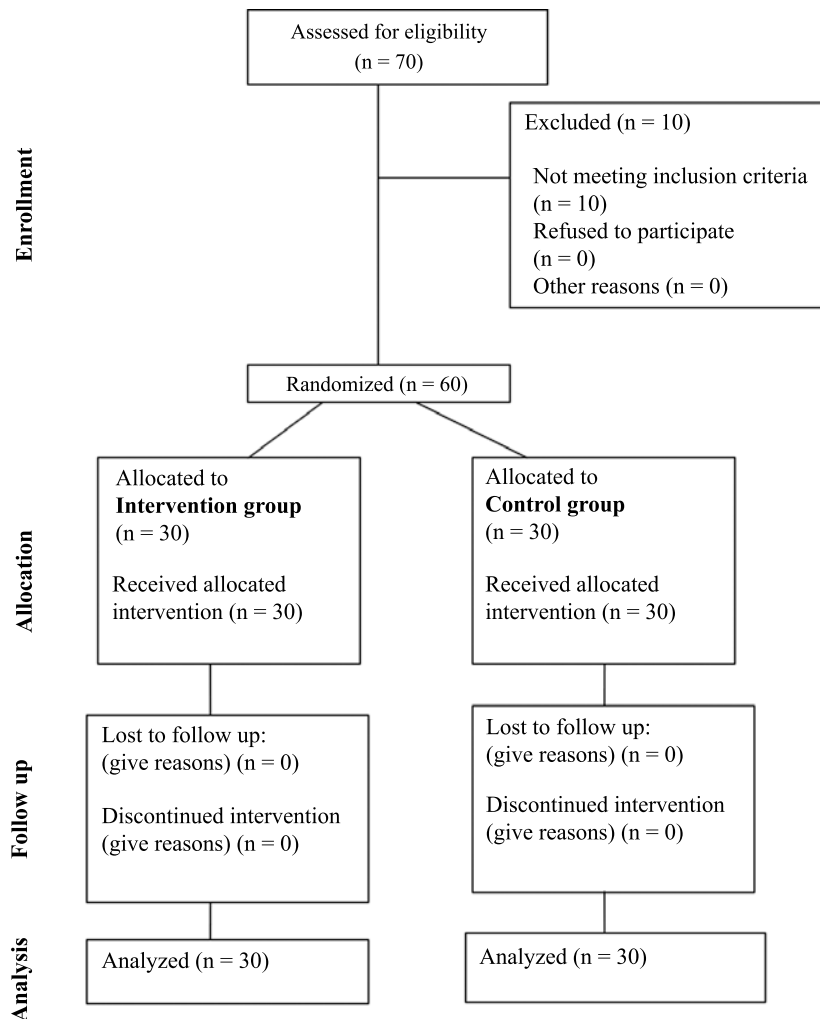 Assessed for eligibility
(n = 70)
Enrollment
Excluded (n = 10)
Not meeting inclusion criteria
(n = 10)
Refused to participate
(n = 0)
Other reasons (n = 0)
Randomized (n = 60)
Allocation
Allocated to
Intervention group
(n = 30)
Received allocated
intervention (n = 30)
Allocated to
Control group
(n = 30)
Received allocated
intervention (n = 30)
Follow up
Lost to follow up:
(give reasons) (n = 0)
Discontinued intervention
(give reasons) (n = 0)
Lost to follow up:
(give reasons) (n = 0)
Discontinued intervention
(give reasons) (n = 0)
Analysis
Analyzed (n = 30)
Analyzed (n = 30)